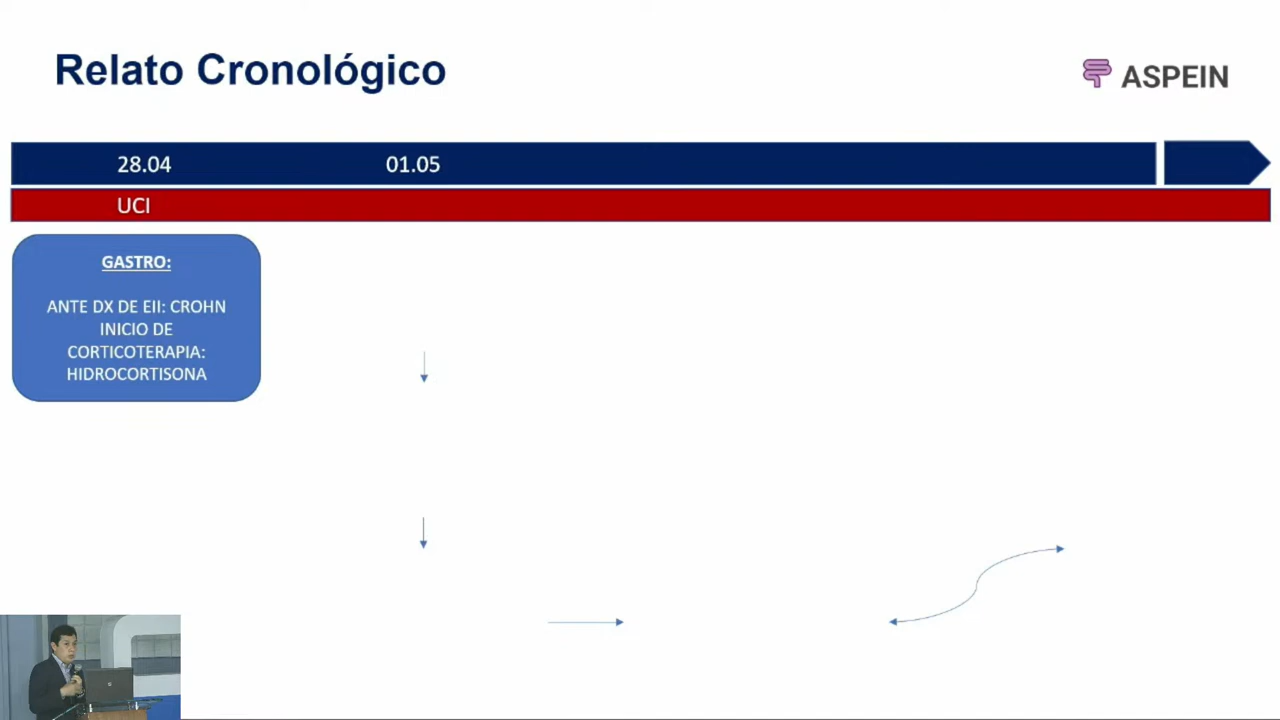 Relato Cronológico
ASPEIN
28.04
01.05
UCI
GASTRO:
ANTE DX DE EII: CROHN
INICIO DE
CORTICOTERAPIA:
HIDROCORTISONA